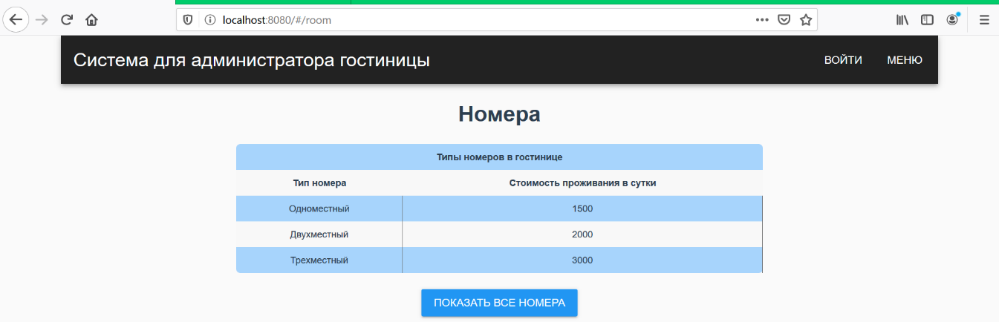 localhost:8080/#/room
Система для администратора гостиницы ВОЙТИ МЕНЮ
Номера
Типы номеров в гостинице
Тип номера Стоимость проживания в сутки
Одноместный 1500
Двухместный 2000
Трехместный 3000
ПОКАЗАТЬ ВСЕ НОМЕРА